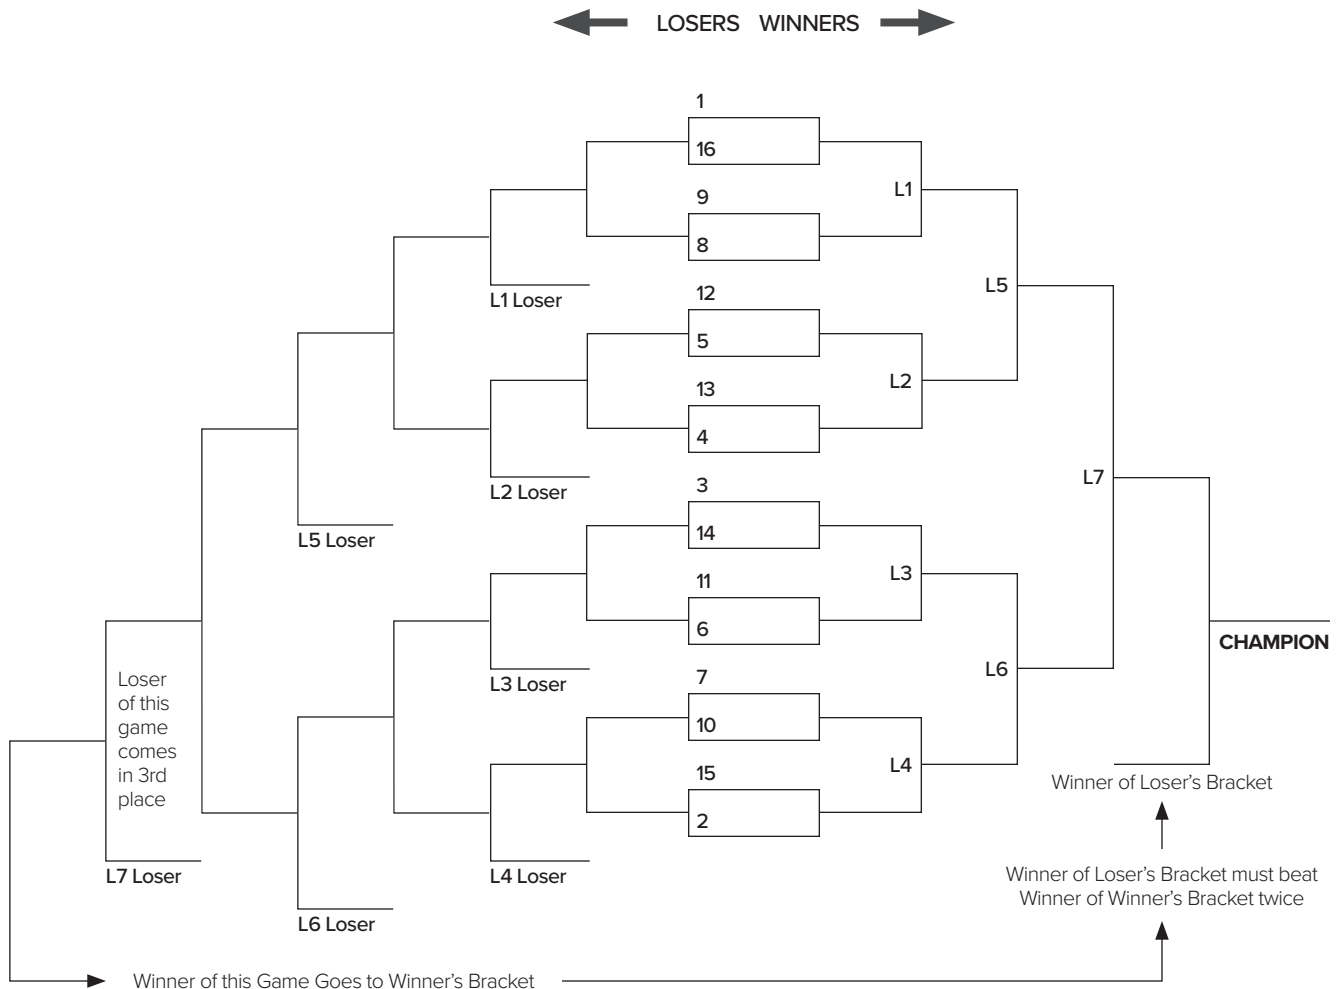 LOSERS WINNERS
1
16
L1
9
8
L5
L1 Loser
12
5
L2
13
4
L7
L2 Loser
3
14
L5 Loser
L3
11
6
CHAMPION
L3 Loser
L6
7
10
Loser
of this
game
comes
in 3rd
place
L4
15
2
Winner of Loser’s Bracket
L7 Loser
L4 Loser
Winner of Loser’s Bracket must beat
Winner of Winner’s Bracket twice
L6 Loser
Winner of this Game Goes to Winner’s Bracket